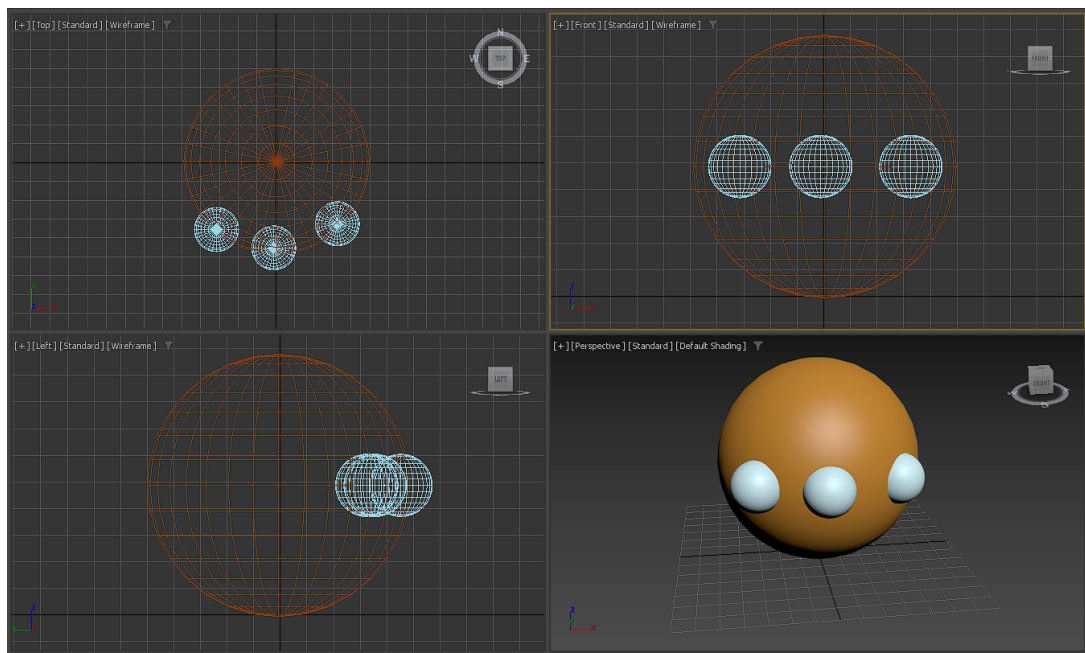 [+] [Top] [Standard] [Wireframe]
N
W TOP E
S
[+] [Front] [Standard] [Wireframe]
FRONT
[+] [Left] [Standard] [Wireframe]
LEFT
[+] [Perspective] [Standard] [Default Shading]
FRONT
S